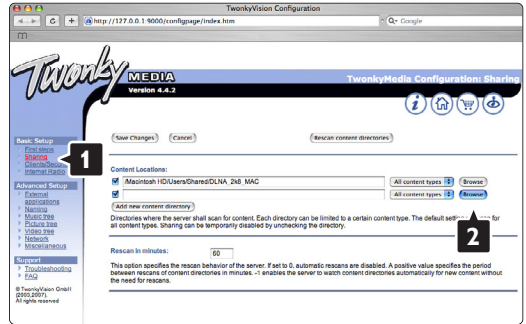 TwonkyVision Configuration
http://127.0.0.1:9000/configpage/index.htm
Q- Google
Twonky
MEDIA
Version 4.4.2
TwonkyMedia Configuration: Sharing
Save Changes
Cancel
Rescan content directories
Basic Setup
First steps
Sharing
Clients/Security
Internet Radio
1
Advanced Setup
External
applications
Naming
Music tree
Picture tree
Video tree
Network
Miscellaneous
Support
Troubleshooting
FAQ
© TwonkyVision GmbH
(2003,2007).
All rights reserved
Content Locations:
/Macintosh HD/Users/Shared/DLNA_2k8_MAC
All content types
Browse
All content types
Browse
Add new content directory
2
Directories where the server shall scan for content. Each directory can be limited to a certain content type. The default for
all content types. Sharing can be temporarily disabled by unchecking the directory.
Rescan in minutes:
60
This option specifies the rescan behavior of the server. If set to 0, automatic rescans are disabled. A positive value specifies the period
between rescans of content directories in minutes. -1 enables the server to watch content directories automatically for new content without
the need for rescans.